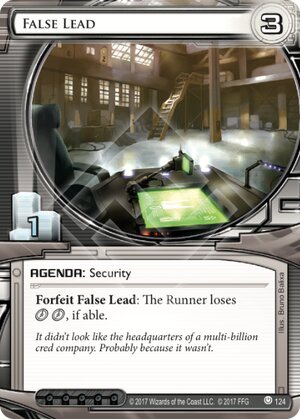 FALSE LEAD
3
1
AGENDA: Security
Forfeit False Lead: The Runner loses
, if able.
It didn't look like the headquarters of a multi-billion
cred company. Probably because it wasn't.
Illus. Bruno Balixa
© 2017 Wizards of the Coast LLC. © 2017 FFG
124